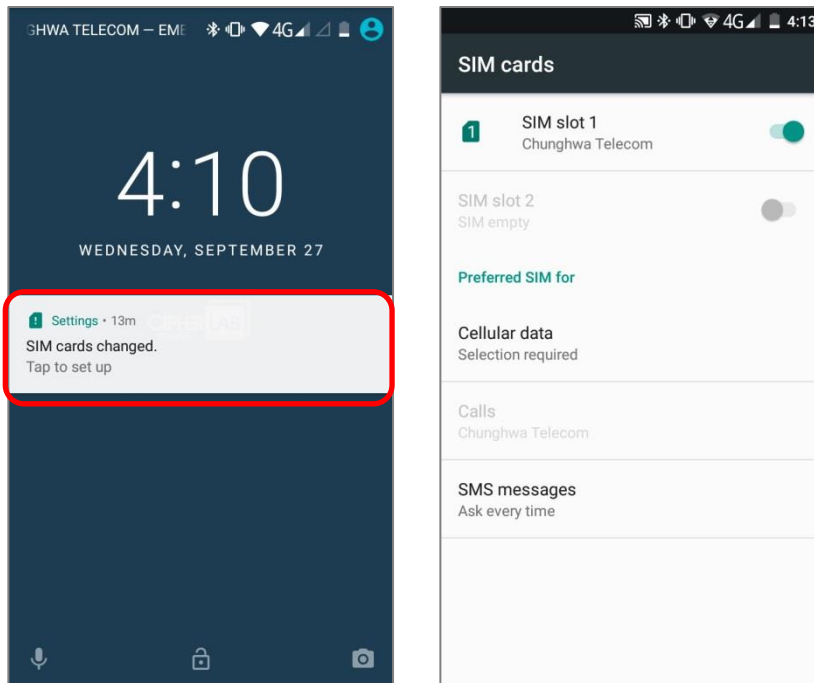 GHWA TELECOM — EME
4G
4:10
WEDNESDAY, SEPTEMBER 27
Settings • 13m
SIM cards changed.
Tap to set up
4G 4:13
SIM cards
1
SIM slot 1
Chunghwa Telecom
SIM slot 2
SIM empty
Preferred SIM for
Cellular data
Selection required
Calls
Chunghwa Telecom
SMS messages
Ask every time